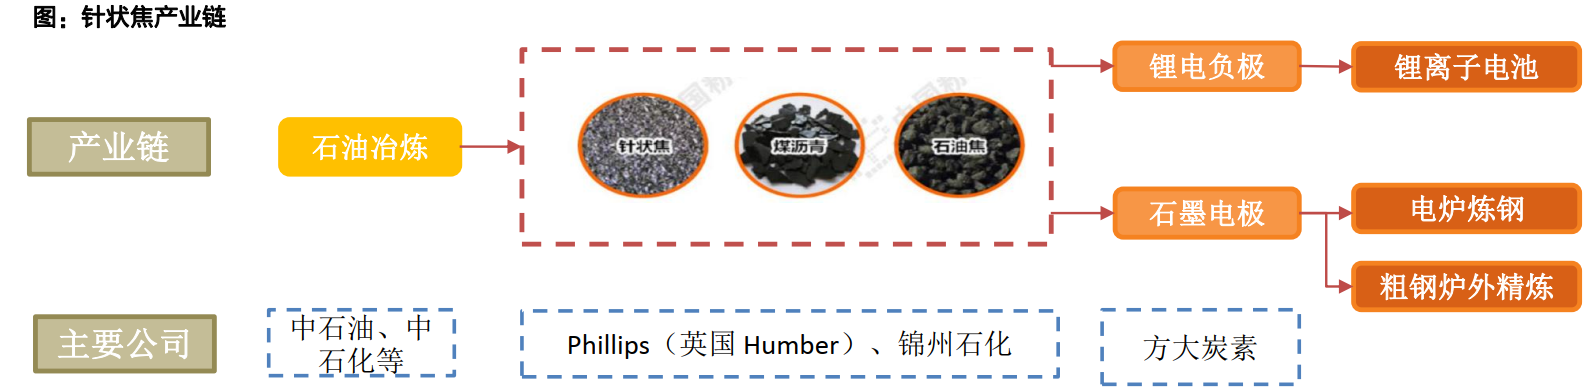 图：针状焦产业链
锂电负极
锂离子电池
产业链
石油冶炼
针状焦
煤沥青
石油焦
石墨电极
电炉炼钢
粗钢炉外精炼
主要公司
中石油、中
石化等
Phillips（英国 Humber）、锦州石化
方大炭素